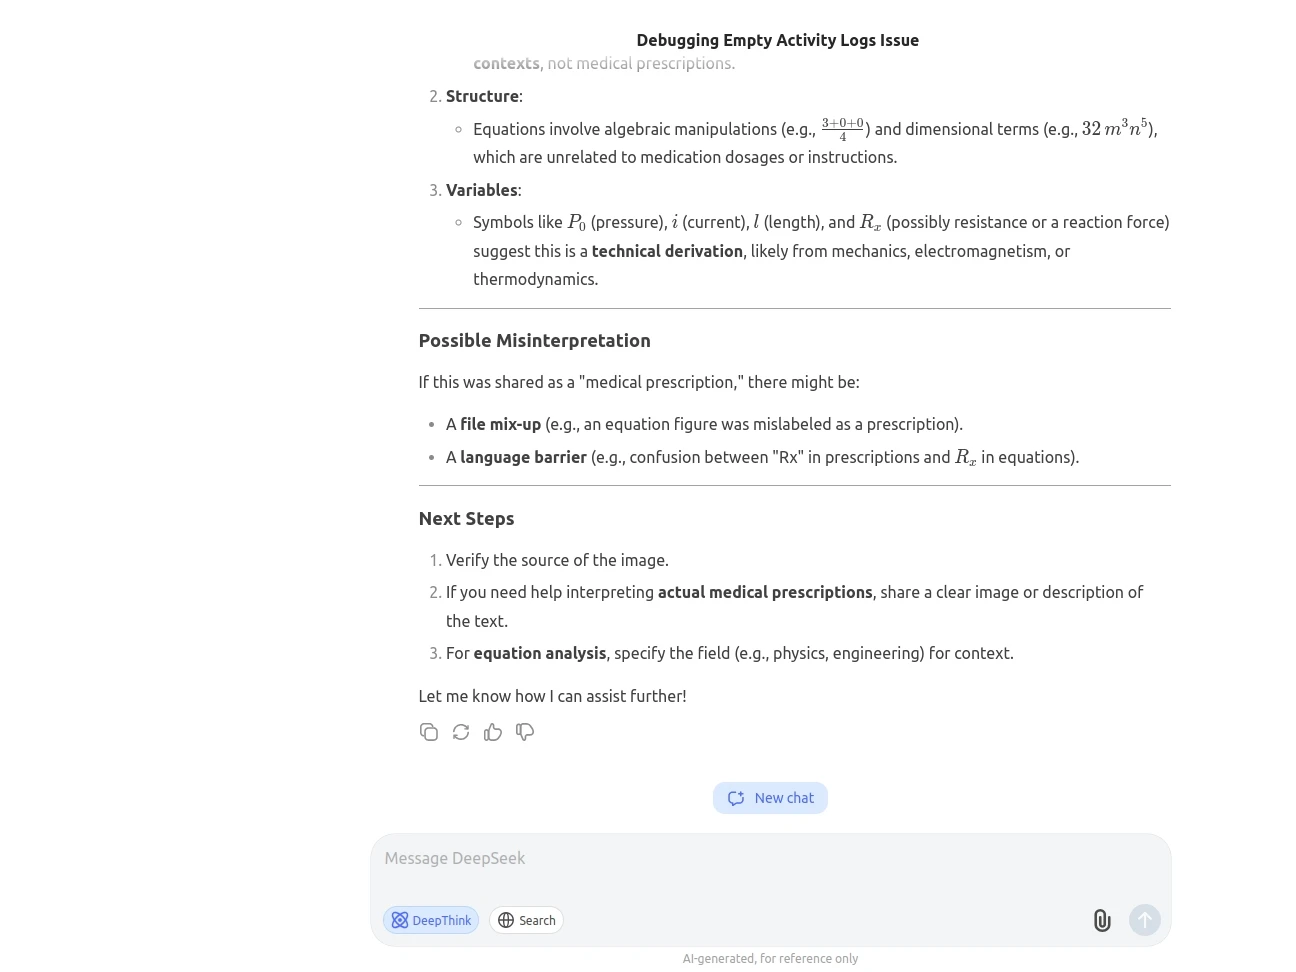 Debugging Empty Activity Logs Issue
contexts, not medical prescriptions.
2. Structure:
◦ Equations involve algebraic manipulations (e.g., $\frac{3+0+0}{4}$) and dimensional terms (e.g., $32\,m^3n^5$),
which are unrelated to medication dosages or instructions.
3. Variables:
◦ Symbols like $P_0$ (pressure), $i$ (current), $l$ (length), and $R_x$ (possibly resistance or a reaction force)
suggest this is a technical derivation, likely from mechanics, electromagnetism, or
thermodynamics.
Possible Misinterpretation
If this was shared as a "medical prescription," there might be:
• A file mix-up (e.g., an equation figure was mislabeled as a prescription).
• A language barrier (e.g., confusion between "Rx" in prescriptions and $R_x$ in equations).
Next Steps
1. Verify the source of the image.
2. If you need help interpreting actual medical prescriptions, share a clear image or description of
the text.
3. For equation analysis, specify the field (e.g., physics, engineering) for context.
Let me know how I can assist further!
New chat
Message DeepSeek
DeepThink Search
AI-generated, for reference only